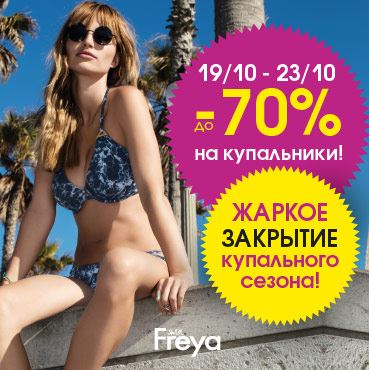 19/10 - 23/10
до -70%
на купальники!
ЖАРКОЕ
ЗАКРЫТИЕ
купального
сезона!
Freya